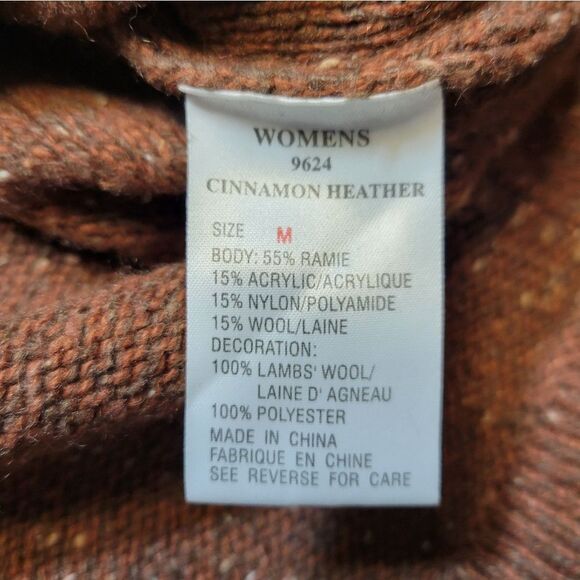 WOMENS
9624
CINNAMON HEATHER
SIZE M
BODY: 55% RAMIE
15% ACRYLIC/ACRYLIQUE
15% NYLON/POLYAMIDE
15% WOOL/LAINE
DECORATION:
100% LAMBS' WOOL/
LAINE D' AGNEAU
100% POLYESTER
MADE IN CHINA
FABRIQUE EN CHINE
SEE REVERSE FOR CARE